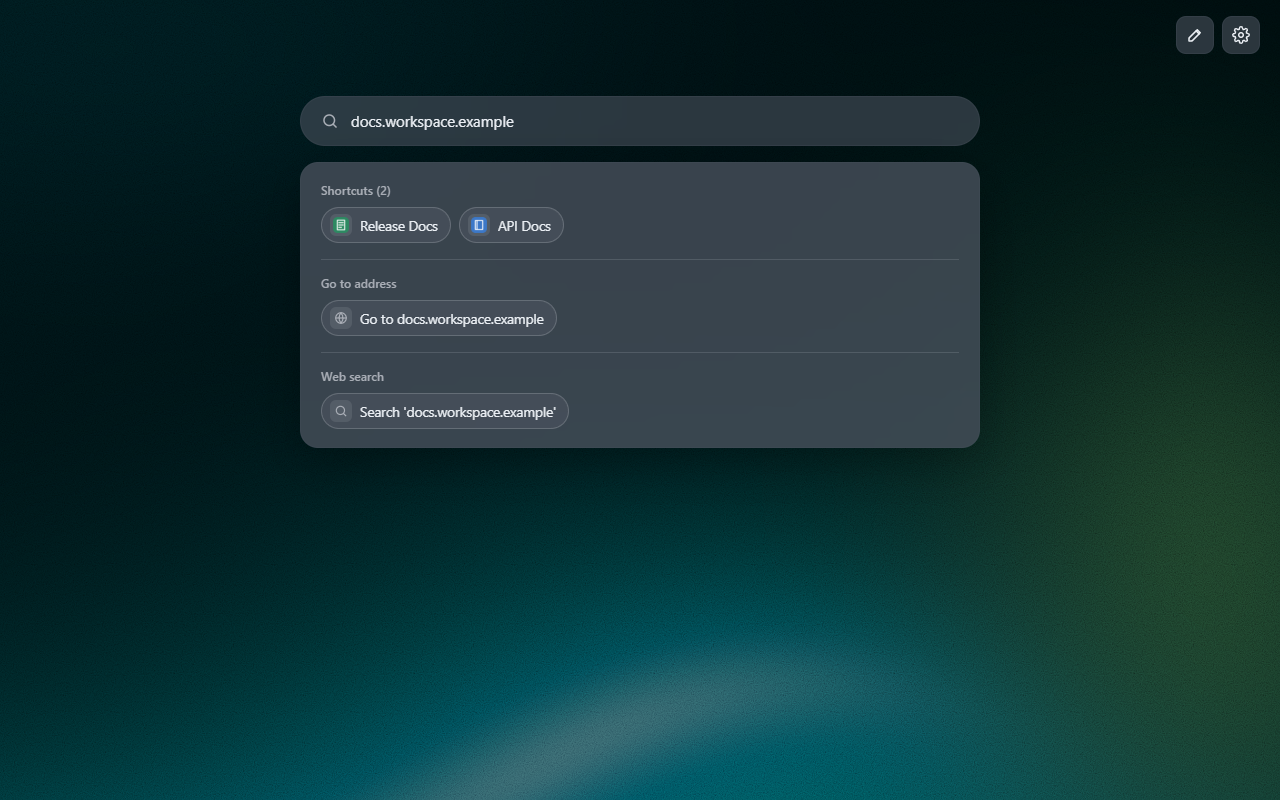 docs.workspace.example
Shortcuts (2)
Release Docs
API Docs
Go to address
Go to docs.workspace.example
Web search
Search 'docs.workspace.example'